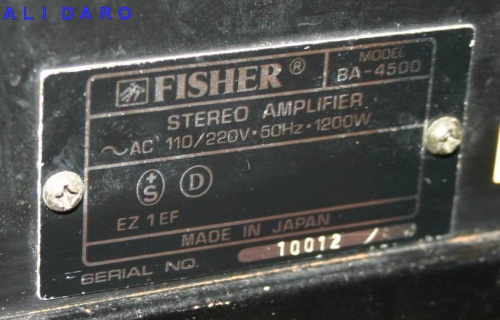 ALI DARO
FISHER®
MODEL
BA-4500
STEREO AMPLIFIER
~AC 110/220V·50Hz·1200W
+
S D
EZ 1EF
MADE IN JAPAN
SERIAL NO. 10012